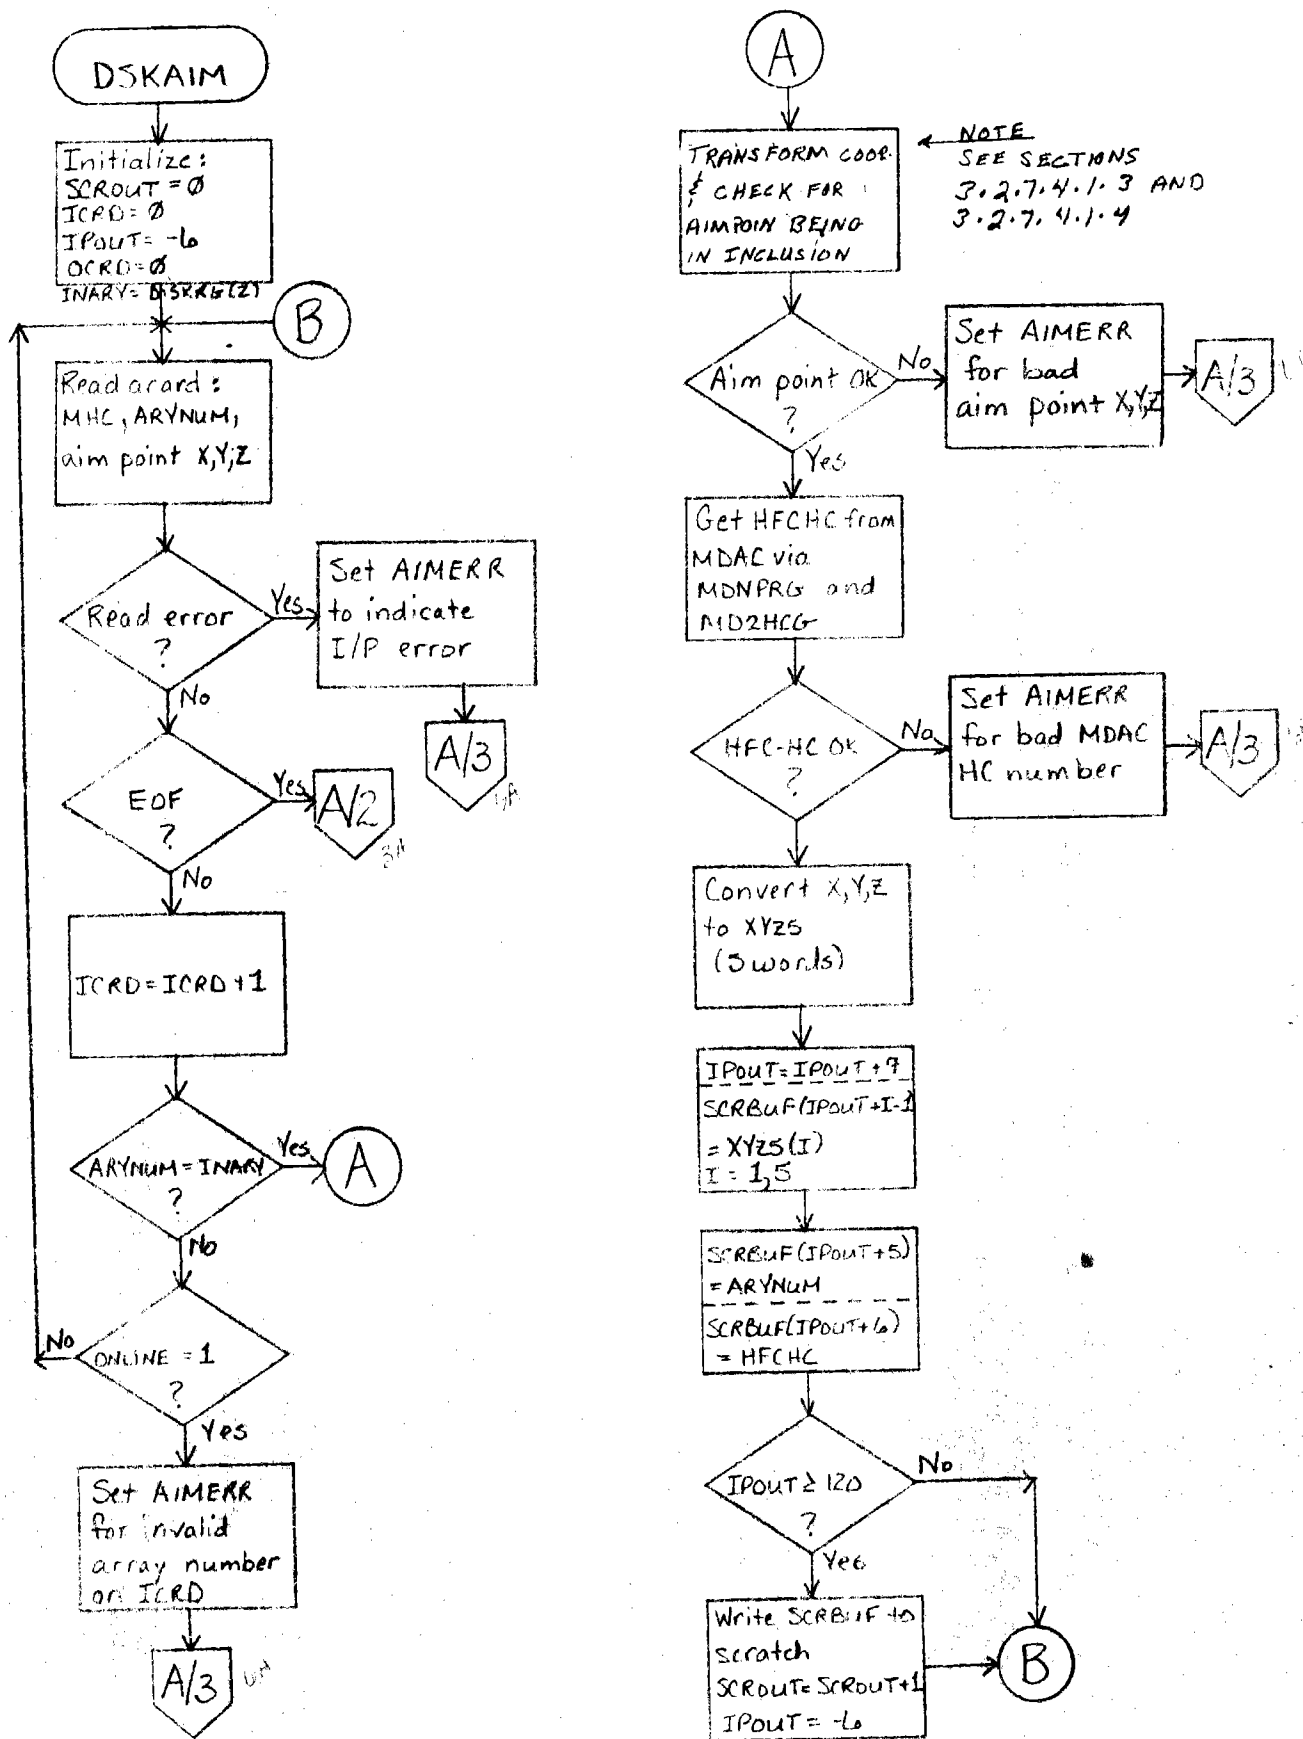 DSKAIM
Initialize:
SCROUT = Ø
ICRD = Ø
IPOUT = -6
OCRD = Ø
INARY = DSKRG(2)
B
Read a card:
MHC, ARYNUM,
aim point X,Y,Z
Read error
?
Yes
Set AIMERR
to indicate
I/P error
A/3
No
EOF
?
Yes
A/2
3A
No
ICRD = ICRD + 1
ARYNUM = INARY
?
Yes
A
No
ONLINE = 1
?
No
Yes
Set AIMERR
for invalid
array number
on ICRD
A/3
A
TRANSFORM COOR.
& CHECK FOR
AIMPOIN BEING
IN INCLUSION
NOTE
SEE SECTIONS
3.2.7.4.1.3 AND
3.2.7.4.1.4
Aim point OK
?
No
Set AIMERR
for bad
aim point X,Y,Z
A/3
Yes
Get HFCHC from
MDAC via
MDNPRG and
MD2HCG
HFC-HC OK
?
No
Set AIMERR
for bad MDAC
HC number
A/3
Convert X,Y,Z
to XYZ5
(5 words)
IPOUT = IPOUT + 7
SCRBUF(IPOUT+I-1
= XYZ5(I)
I = 1,5
SCRBUF(IPOUT+5)
= ARYNUM
SCRBUF(IPOUT+6)
= HFCHC
IPOUT ≥ 120
?
No
Yes
Write SCRBUF to
scratch
SCROUT = SCROUT+1
IPOUT = -6
B